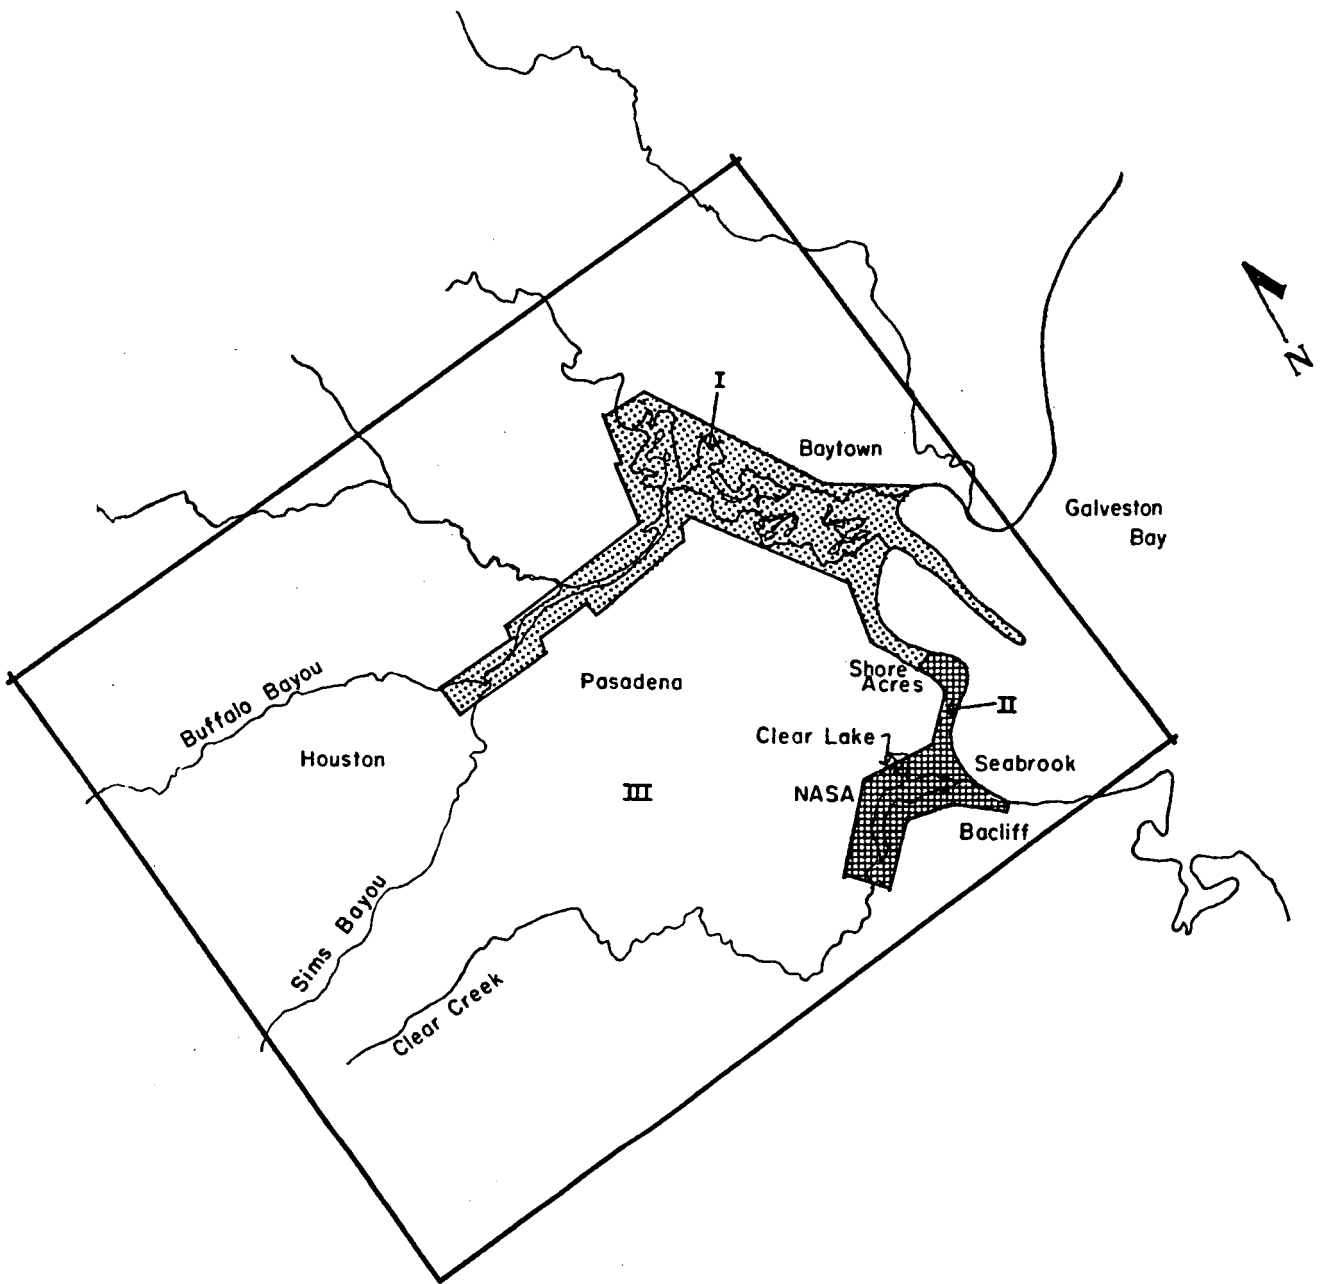 I
Baytown
Galveston
Bay
N
Buffalo Bayou
Pasadena
Shore
Acres
II
Clear Lake
Houston
Seabrook
III
NASA
Bacliff
Sims Bayou
Clear Creek